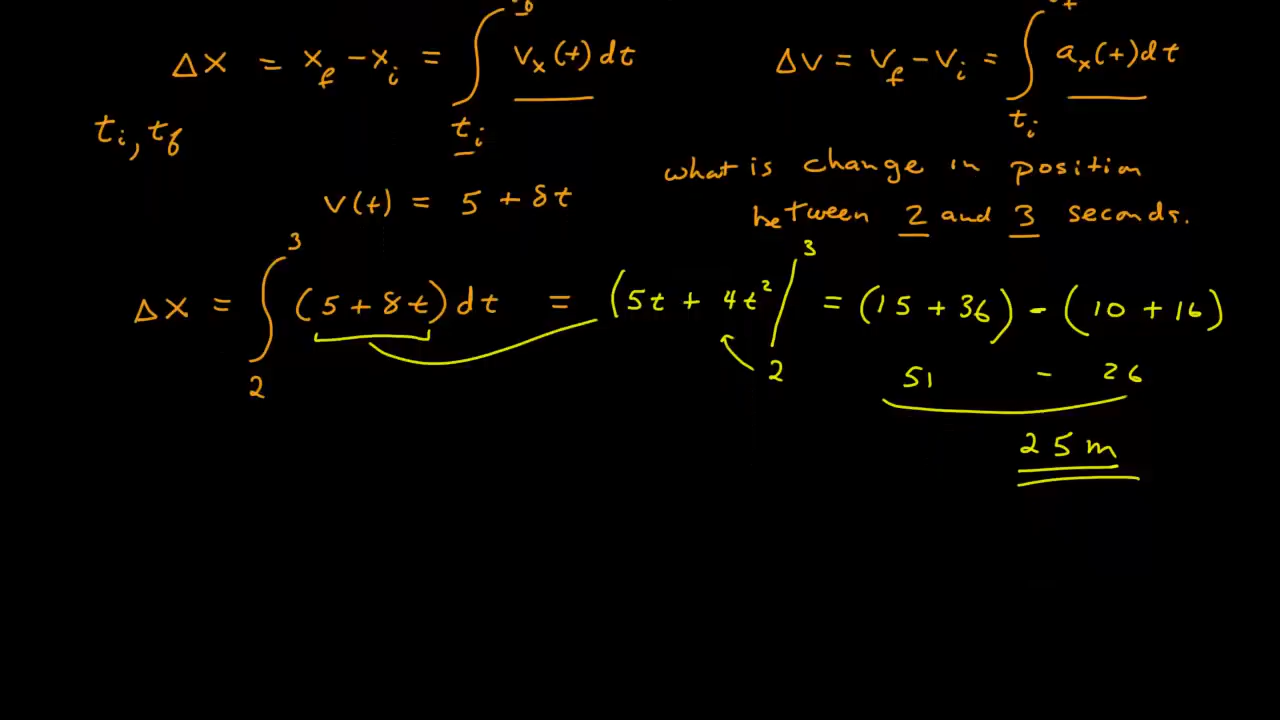 Δx = x_f - x_i = ∫_{t_i}^{t_f} v_x(t)dt
Δv = v_f - v_i = ∫_{t_i}^{t_f} a_x(t)dt
t_i, t_f
v(t) = 5 + 8t
what is change in position
between 2 and 3 seconds.
Δx = ∫_2^3 (5 + 8t)dt = (5t + 4t²|_2^3 = (15 + 36) - (10 + 16)
51 - 26
25 m